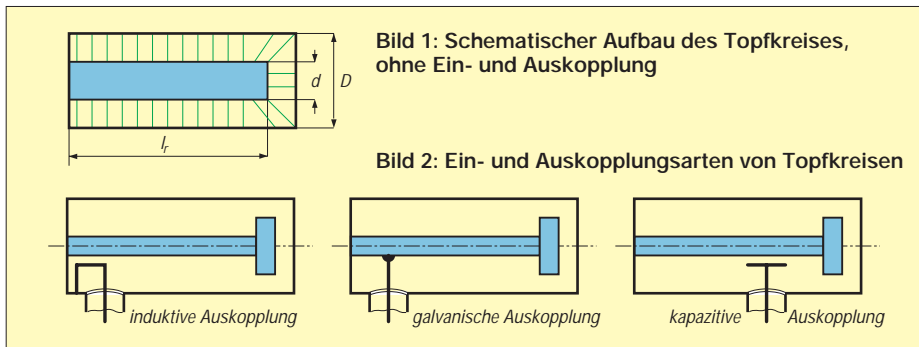 Bild 1: Schematischer Aufbau des Topfkreises,
ohne Ein- und Auskopplung
d
D
lr
Bild 2: Ein- und Auskopplungsarten von Topfkreisen
induktive Auskopplung
galvanische Auskopplung
kapazitive Auskopplung